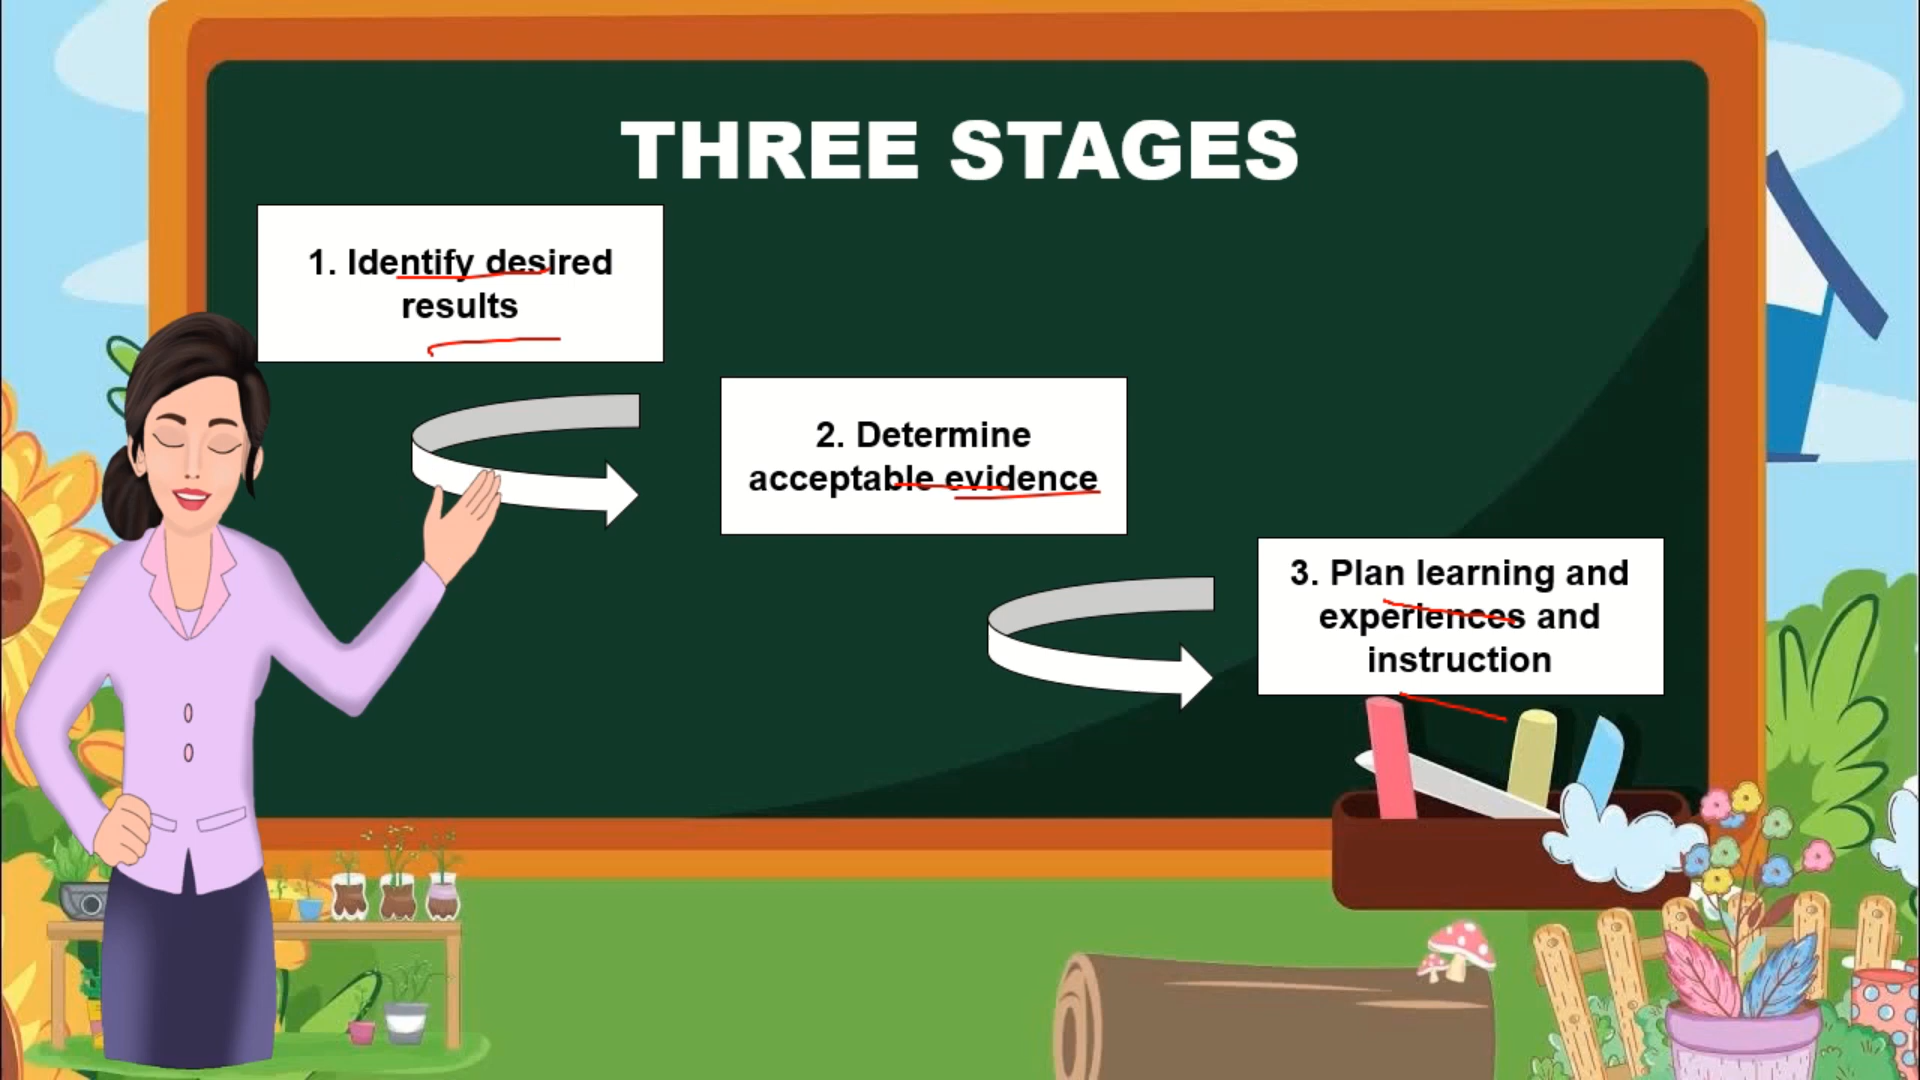 THREE STAGES
1. Identify desired
results
2. Determine
acceptable evidence
3. Plan learning and
experiences and
instruction